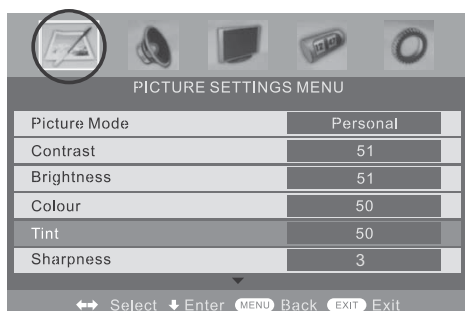 PICTURE SETTINGS MENU
Picture Mode Personal
Contrast 51
Brightness 51
Colour 50
Tint 50
Sharpness 3
Select Enter MENU Back EXIT Exit